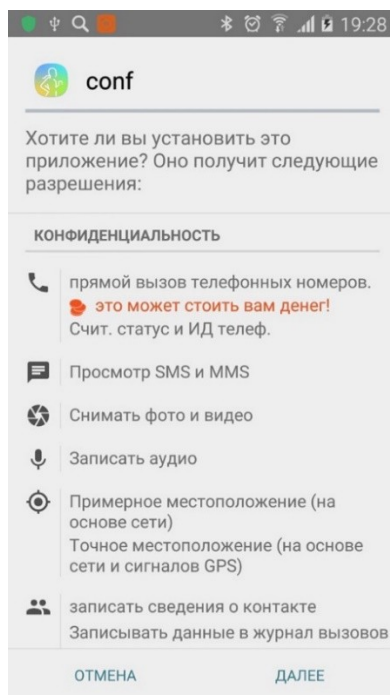 19:28
conf
Хотите ли вы установить это
приложение? Оно получит следующие
разрешения:
КОНФИДЕНЦИАЛЬНОСТЬ
прямой вызов телефонных номеров.
это может стоить вам денег!
Счит. статус и ИД телеф.
Просмотр SMS и MMS
Снимать фото и видео
Записать аудио
Примерное местоположение (на
основе сети)
Точное местоположение (на основе
сети и сигналов GPS)
записать сведения о контакте
Записывать данные в журнал вызовов
ОТМЕНА
ДАЛЕЕ